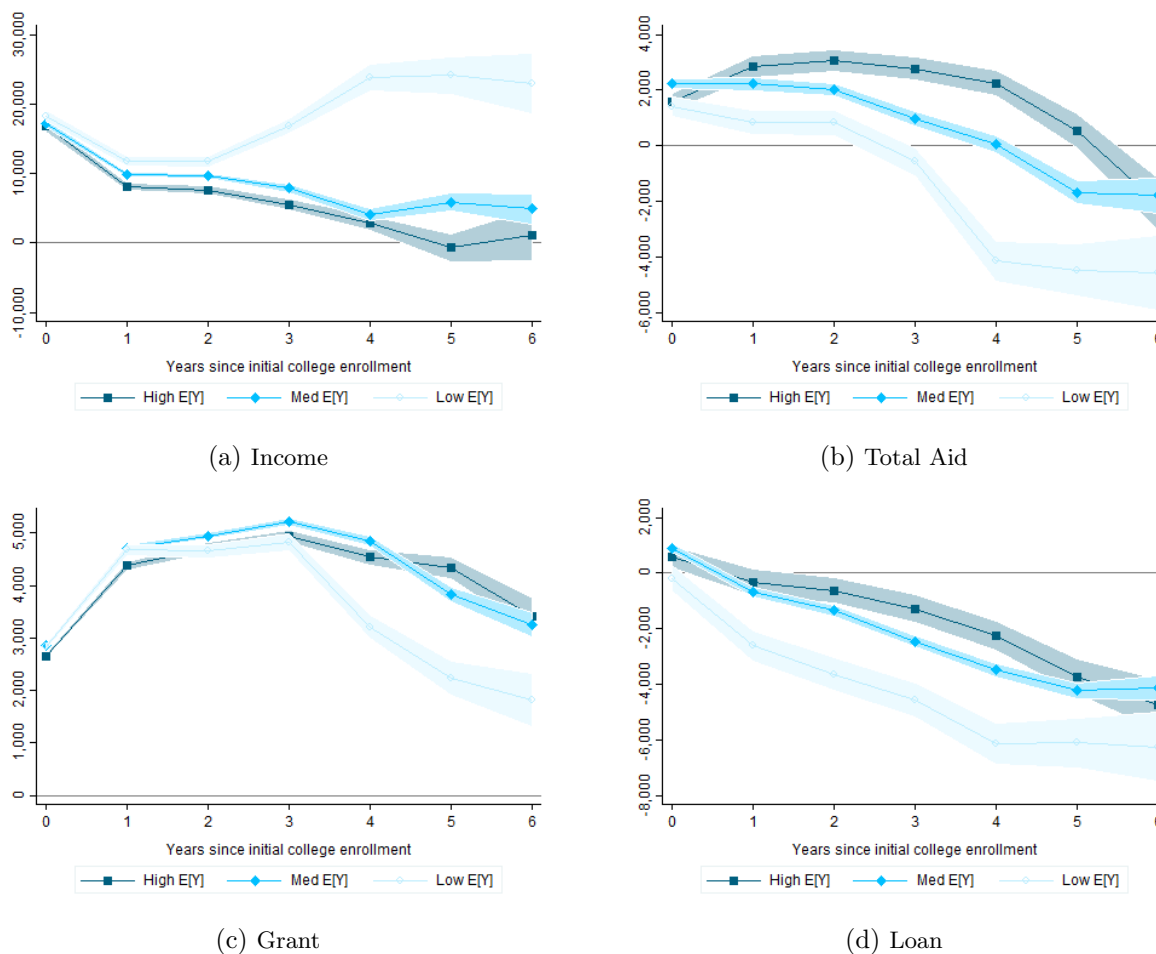 30,000
20,000
10,000
0
-10,000
0 1 2 3 4 5 6
Years since initial college enrollment
High E[Y] Med E[Y] Low E[Y]
(a) Income
4,000
2,000
0
-2,000
-4,000
-6,000
0 1 2 3 4 5
Years since initial college enrollment
High E[Y] Med E[Y] Low E[Y]
(b) Total Aid
5,000
4,000
3,000
2,000
1,000
0
0 1 2 3 4 5 6
Years since initial college enrollment
High E[Y] Med E[Y] Low E[Y]
(c) Grant
2,000
0
-2,000
-4,000
-6,000
-8,000
0 1 2 3 4 5
Years since initial college enrollment
High E[Y] Med E[Y] Low E[Y]
(d) Loan